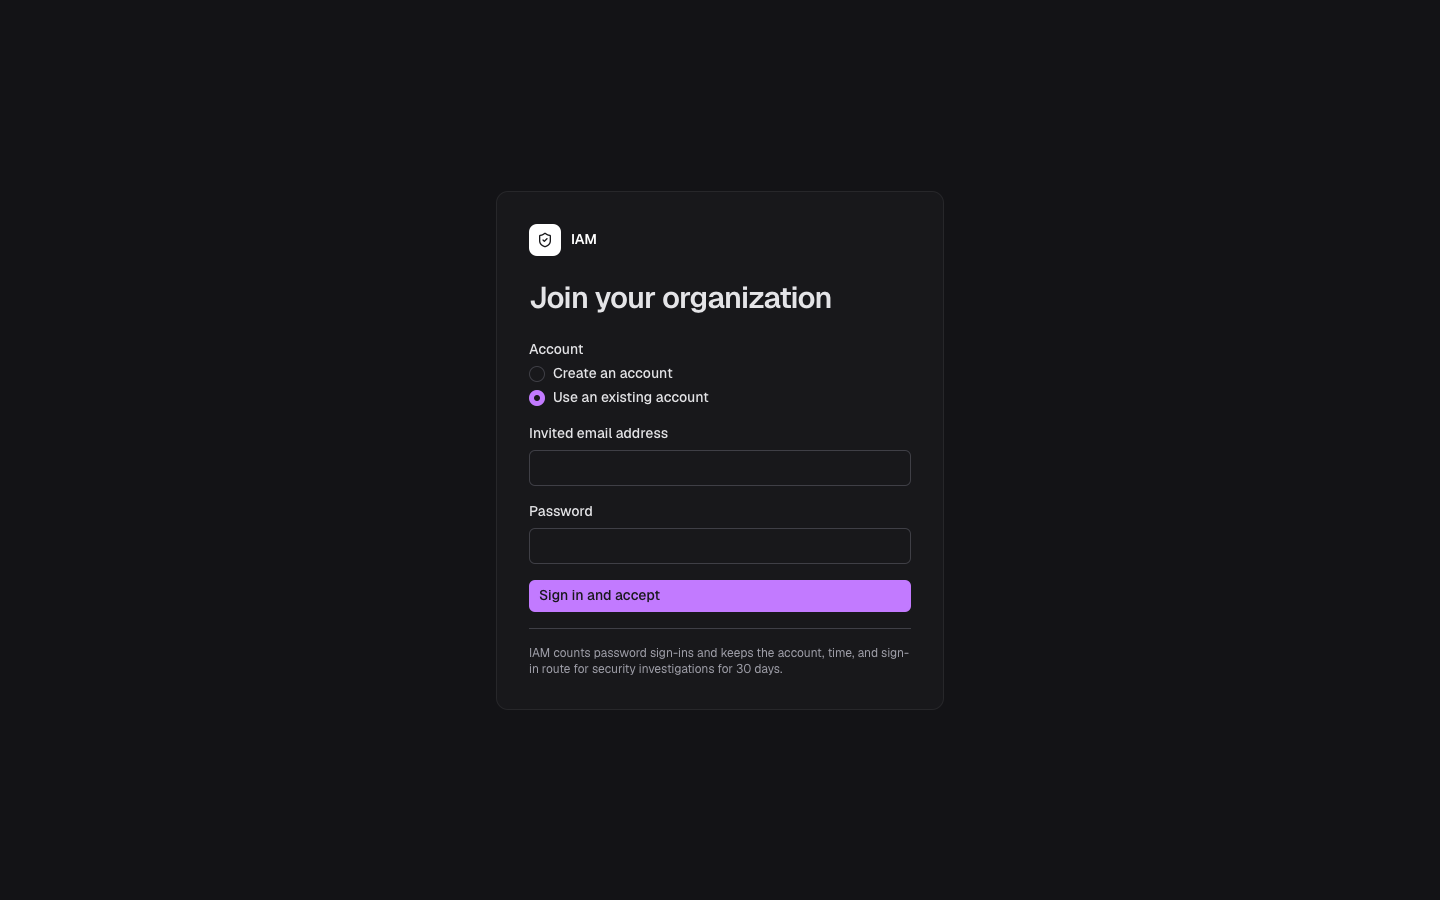 IAM
Join your organization
Account
Create an account
Use an existing account
Invited email address
Password
Sign in and accept
IAM counts password sign-ins and keeps the account, time, and sign-
in route for security investigations for 30 days.